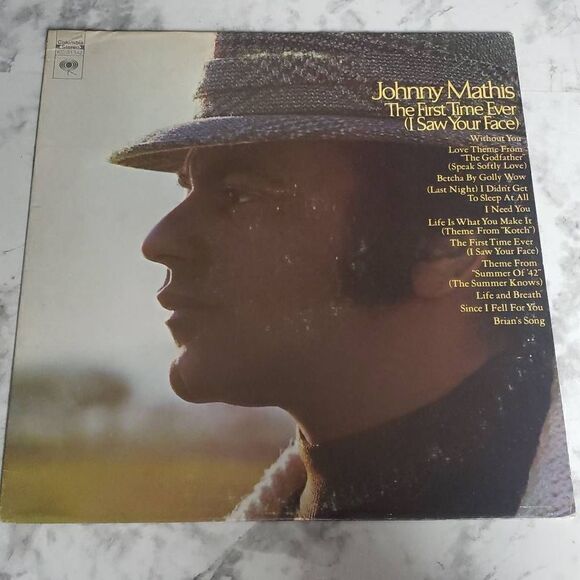 Columbia
Stereo
Johnny Mathis
The First Time Ever
(I Saw Your Face)
Without You
Love Theme From
"The Godfather"
(Speak Softly Love)
Betcha By Golly Wow
(Last Night) I Didn't Get
To Sleep At All
I Need You
Life Is What You Make It
(Theme From "Kotch")
The First Time Ever
(I Saw Your Face)
Theme From
"Summer Of '42"
(The Summer Knows)
Life and Breath
Since I Fell For You
Brian's Song